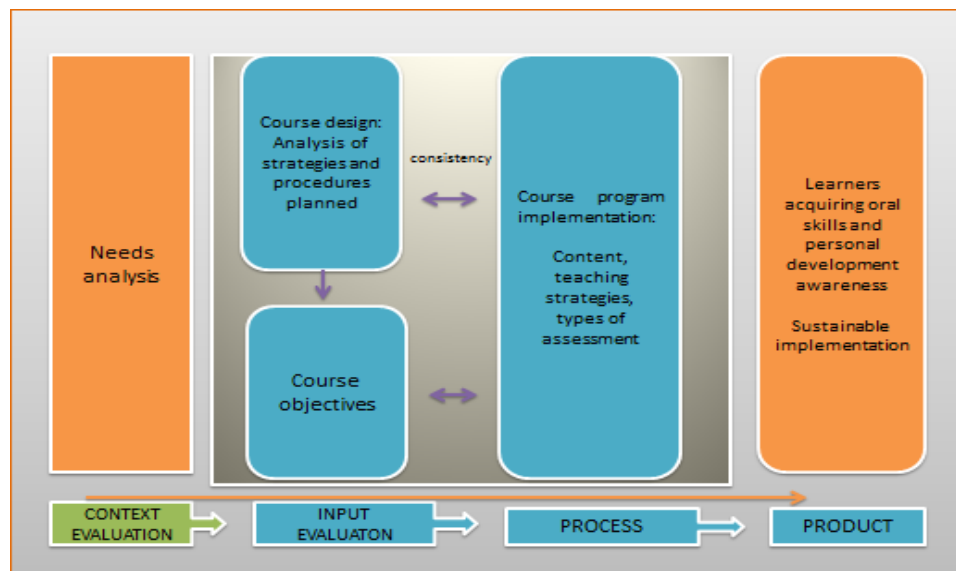 Needs
analysis
Course design:
Analysis of
strategies and
procedures
planned
consistency
Course objectives
Course program
implementation:
Content,
teaching
strategies,
types of
assessment
Learners
acquiring oral
skills and
personal
development
awareness
Sustainable
implementation
CONTEXT
EVALUATION
INPUT
EVALUATON
PROCESS
PRODUCT